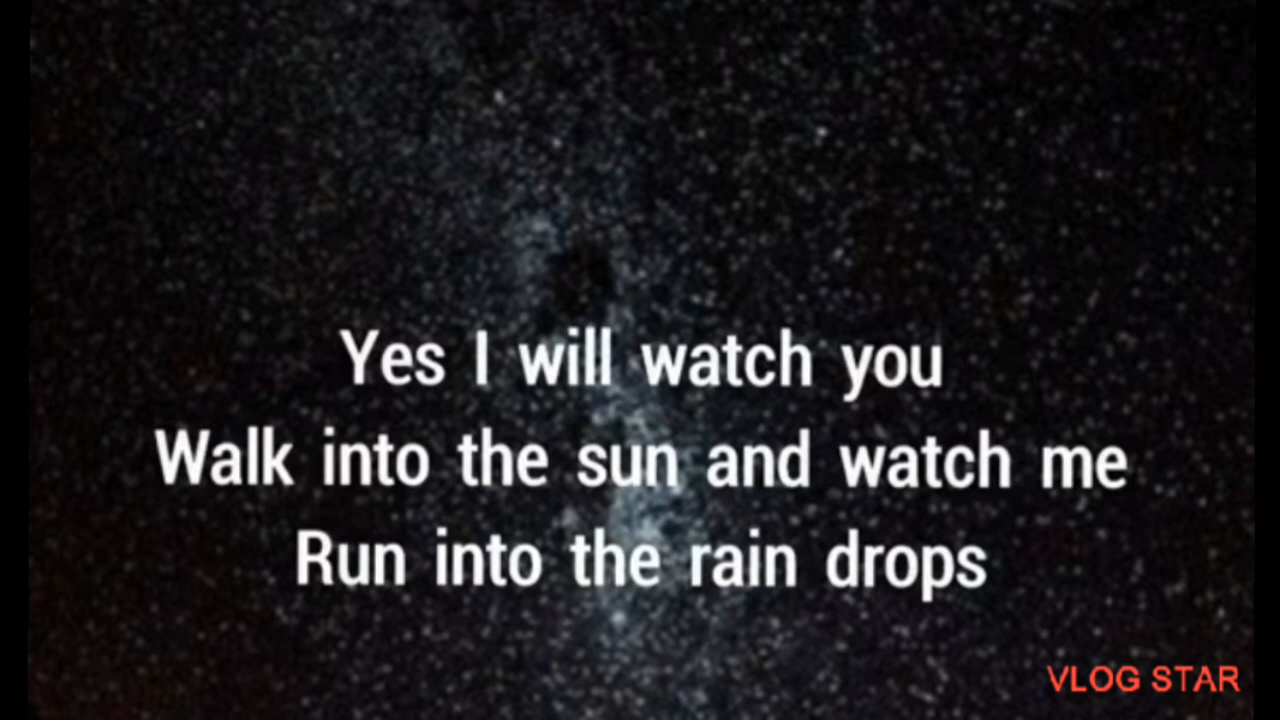 Yes I will watch you
Walk into the sun and watch me
Run into the rain drops
VLOG STAR